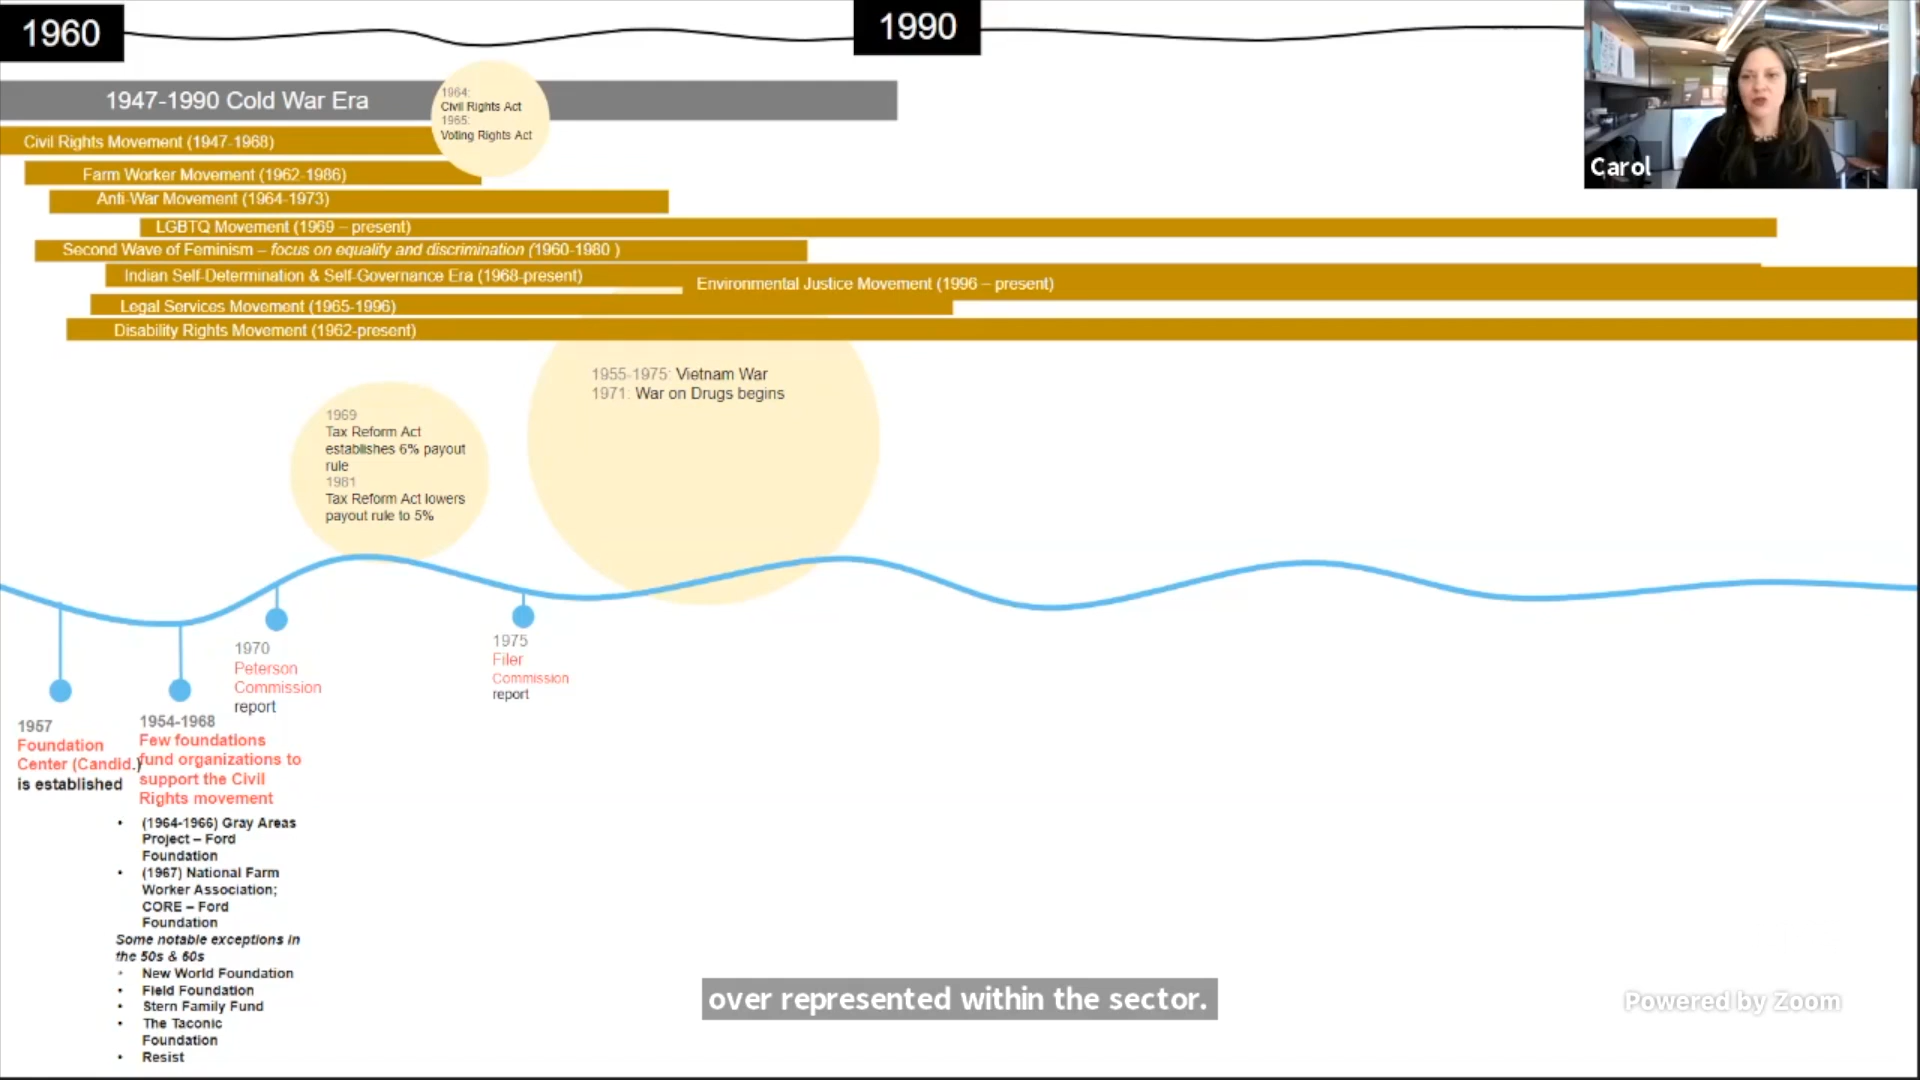 1960
1990
1947-1990 Cold War Era
1964:
Civil Rights Act
1965:
Voting Rights Act
Civil Rights Movement (1947-1968)
Farm Worker Movement (1962-1986)
Anti-War Movement (1964-1973)
LGBTQ Movement (1969 – present)
Second Wave of Feminism – focus on equality and discrimination (1960-1980 )
Indian Self-Determination & Self-Governance Era (1968-present)
Environmental Justice Movement (1996 – present)
Legal Services Movement (1965-1996)
Disability Rights Movement (1962-present)
Carol
1955-1975: Vietnam War
1971: War on Drugs begins
1969
Tax Reform Act
establishes 6% payout
rule
1981
Tax Reform Act lowers
payout rule to 5%
1970
Peterson
Commission
report
1975
Filer
Commission
report
1957
Foundation
Center (Candid.)
is established
1954-1968
Few foundations
fund organizations to
support the Civil
Rights movement
• (1964-1966) Gray Areas
Project – Ford
Foundation
• (1967) National Farm
Worker Association;
CORE – Ford
Foundation
Some notable exceptions in
the 50s & 60s
• New World Foundation
• Field Foundation
• Stern Family Fund
• The Taconic
Foundation
• Resist
over represented within the sector.
Powered by Zoom